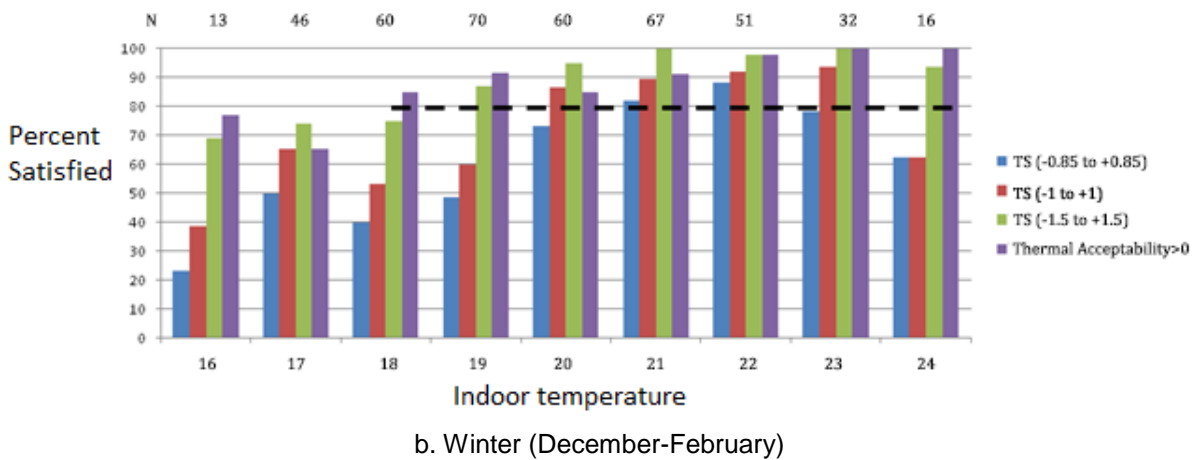 N 13 46 60 70 60 67 51 32 16
100
90
80
70
60
50
40
30
20
10
0
Percent
Satisfied
16 17 18 19 20 21 22 23 24
Indoor temperature
TS (-0.85 to +0.85)
TS (-1 to +1)
TS (-1.5 to +1.5)
Thermal Acceptability>0
b. Winter (December-February)